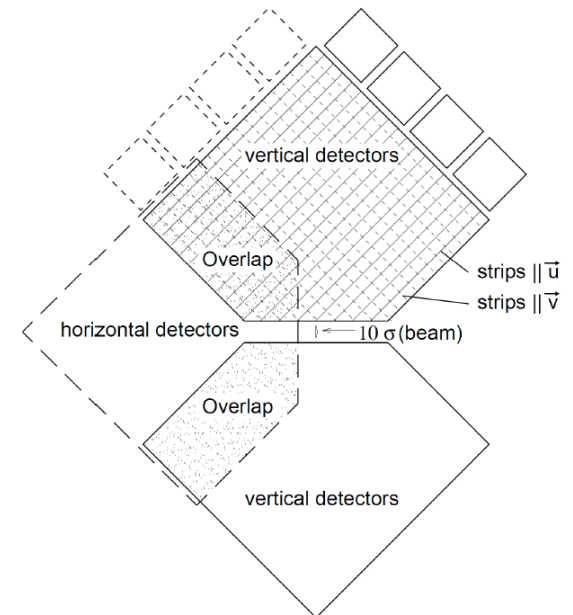 vertical detectors
Overlap
strips || u⃗
strips || v⃗
horizontal detectors
10 σ(beam)
Overlap
vertical detectors